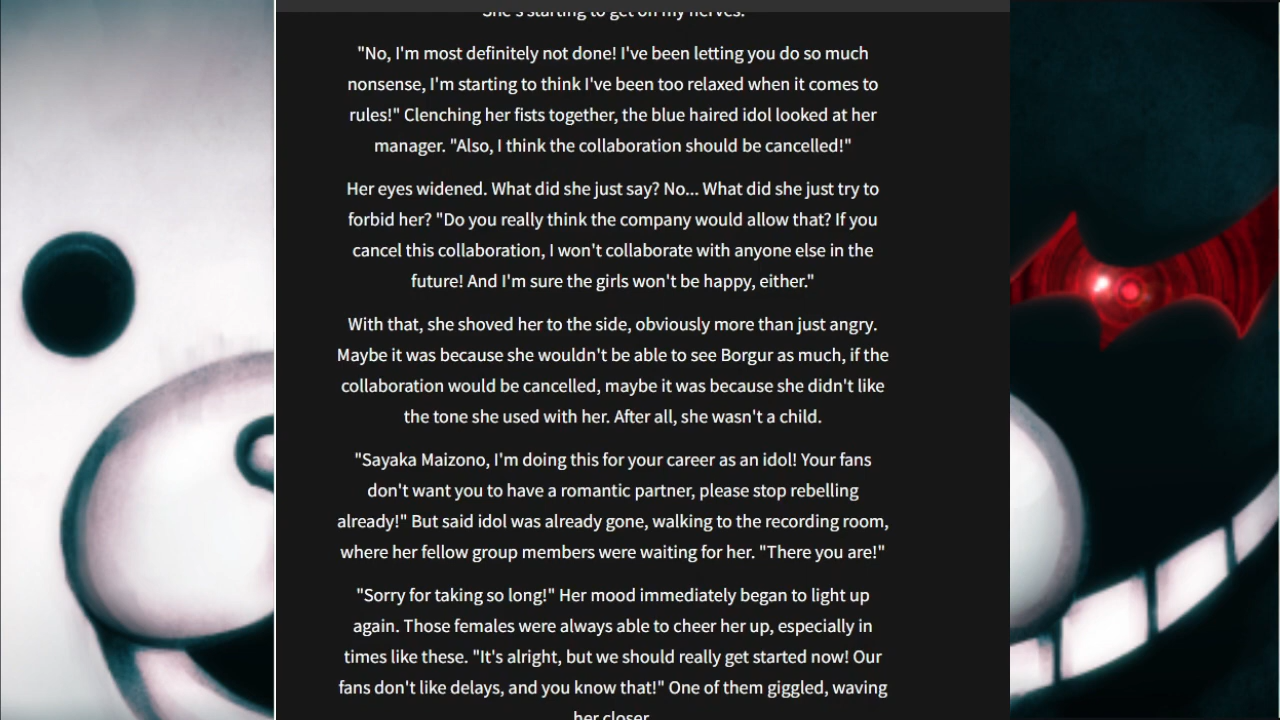 She's starting to get on my nerves.
"No, I'm most definitely not done! I've been letting you do so much
nonsense, I'm starting to think I've been too relaxed when it comes to
rules!" Clenching her fists together, the blue haired idol looked at her
manager. "Also, I think the collaboration should be cancelled!"
Her eyes widened. What did she just say? No... What did she just try to
forbid her? "Do you really think the company would allow that? If you
cancel this collaboration, I won't collaborate with anyone else in the
future! And I'm sure the girls won't be happy, either."
With that, she shoved her to the side, obviously more than just angry.
Maybe it was because she wouldn't be able to see Borgur as much, if the
collaboration would be cancelled, maybe it was because she didn't like
the tone she used with her. After all, she wasn't a child.
"Sayaka Maizono, I'm doing this for your career as an idol! Your fans
don't want you to have a romantic partner, please stop rebelling
already!" But said idol was already gone, walking to the recording room,
where her fellow group members were waiting for her. "There you are!"
"Sorry for taking so long!" Her mood immediately began to light up
again. Those females were always able to cheer her up, especially in
times like these. "It's alright, but we should really get started now! Our
fans don't like delays, and you know that!" One of them giggled, waving
her closer.